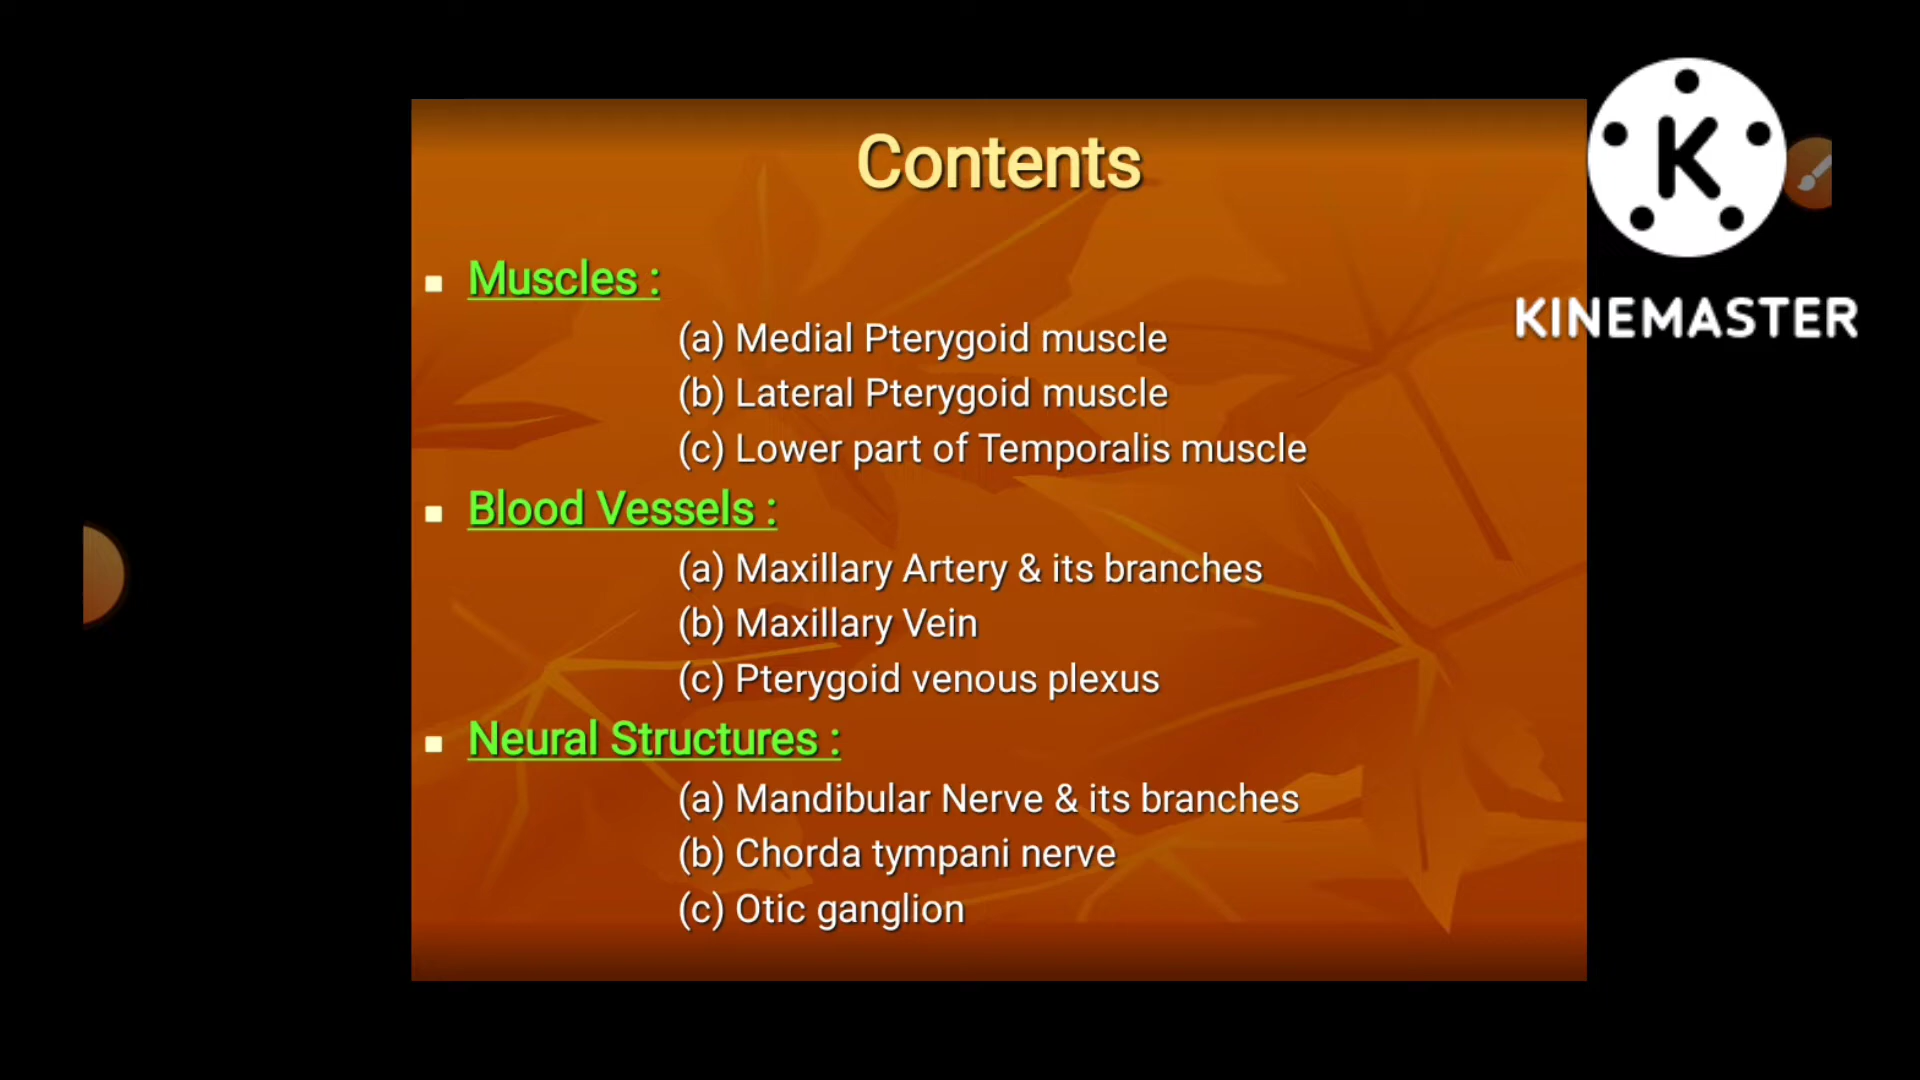 Contents
Muscles :
(a) Medial Pterygoid muscle
(b) Lateral Pterygoid muscle
(c) Lower part of Temporalis muscle
Blood Vessels :
(a) Maxillary Artery & its branches
(b) Maxillary Vein
(c) Pterygoid venous plexus
Neural Structures :
(a) Mandibular Nerve & its branches
(b) Chorda tympani nerve
(c) Otic ganglion
K
KINEMASTER